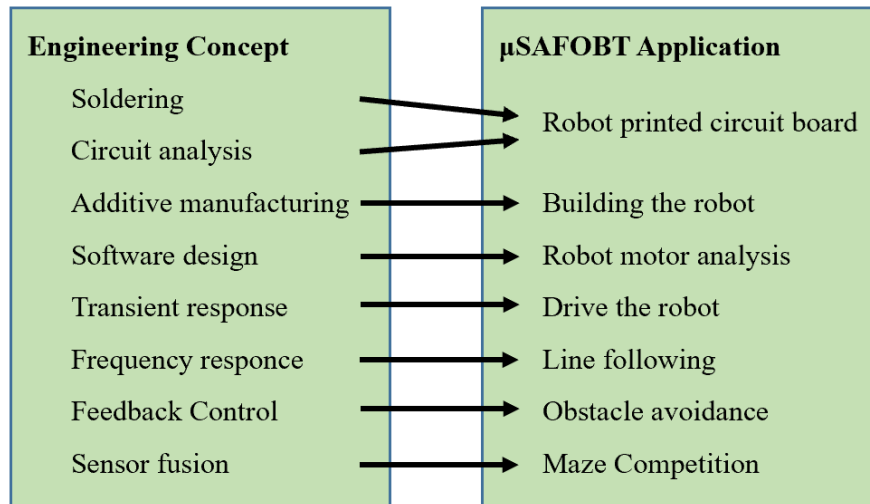 Engineering Concept
Soldering
Circuit analysis
Additive manufacturing
Software design
Transient response
Frequency responce
Feedback Control
Sensor fusion
µSAFOBT Application
Robot printed circuit board
Building the robot
Robot motor analysis
Drive the robot
Line following
Obstacle avoidance
Maze Competition